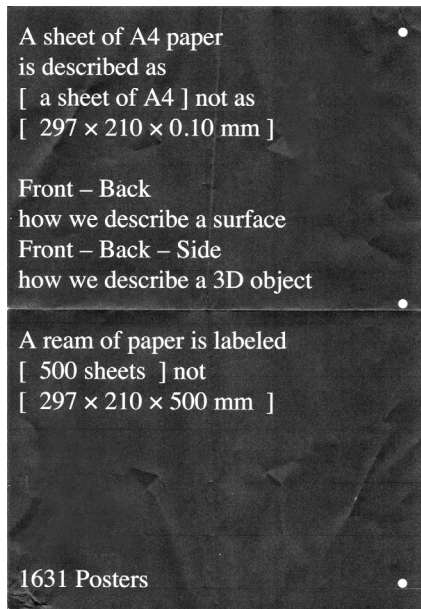 A sheet of A4 paper
is described as
[ a sheet of A4 ] not as
[ 297 × 210 × 0.10 mm ]
Front – Back
how we describe a surface
Front – Back – Side
how we describe a 3D object
A ream of paper is labeled
[ 500 sheets ] not
[ 297 × 210 × 500 mm ]
1631 Posters